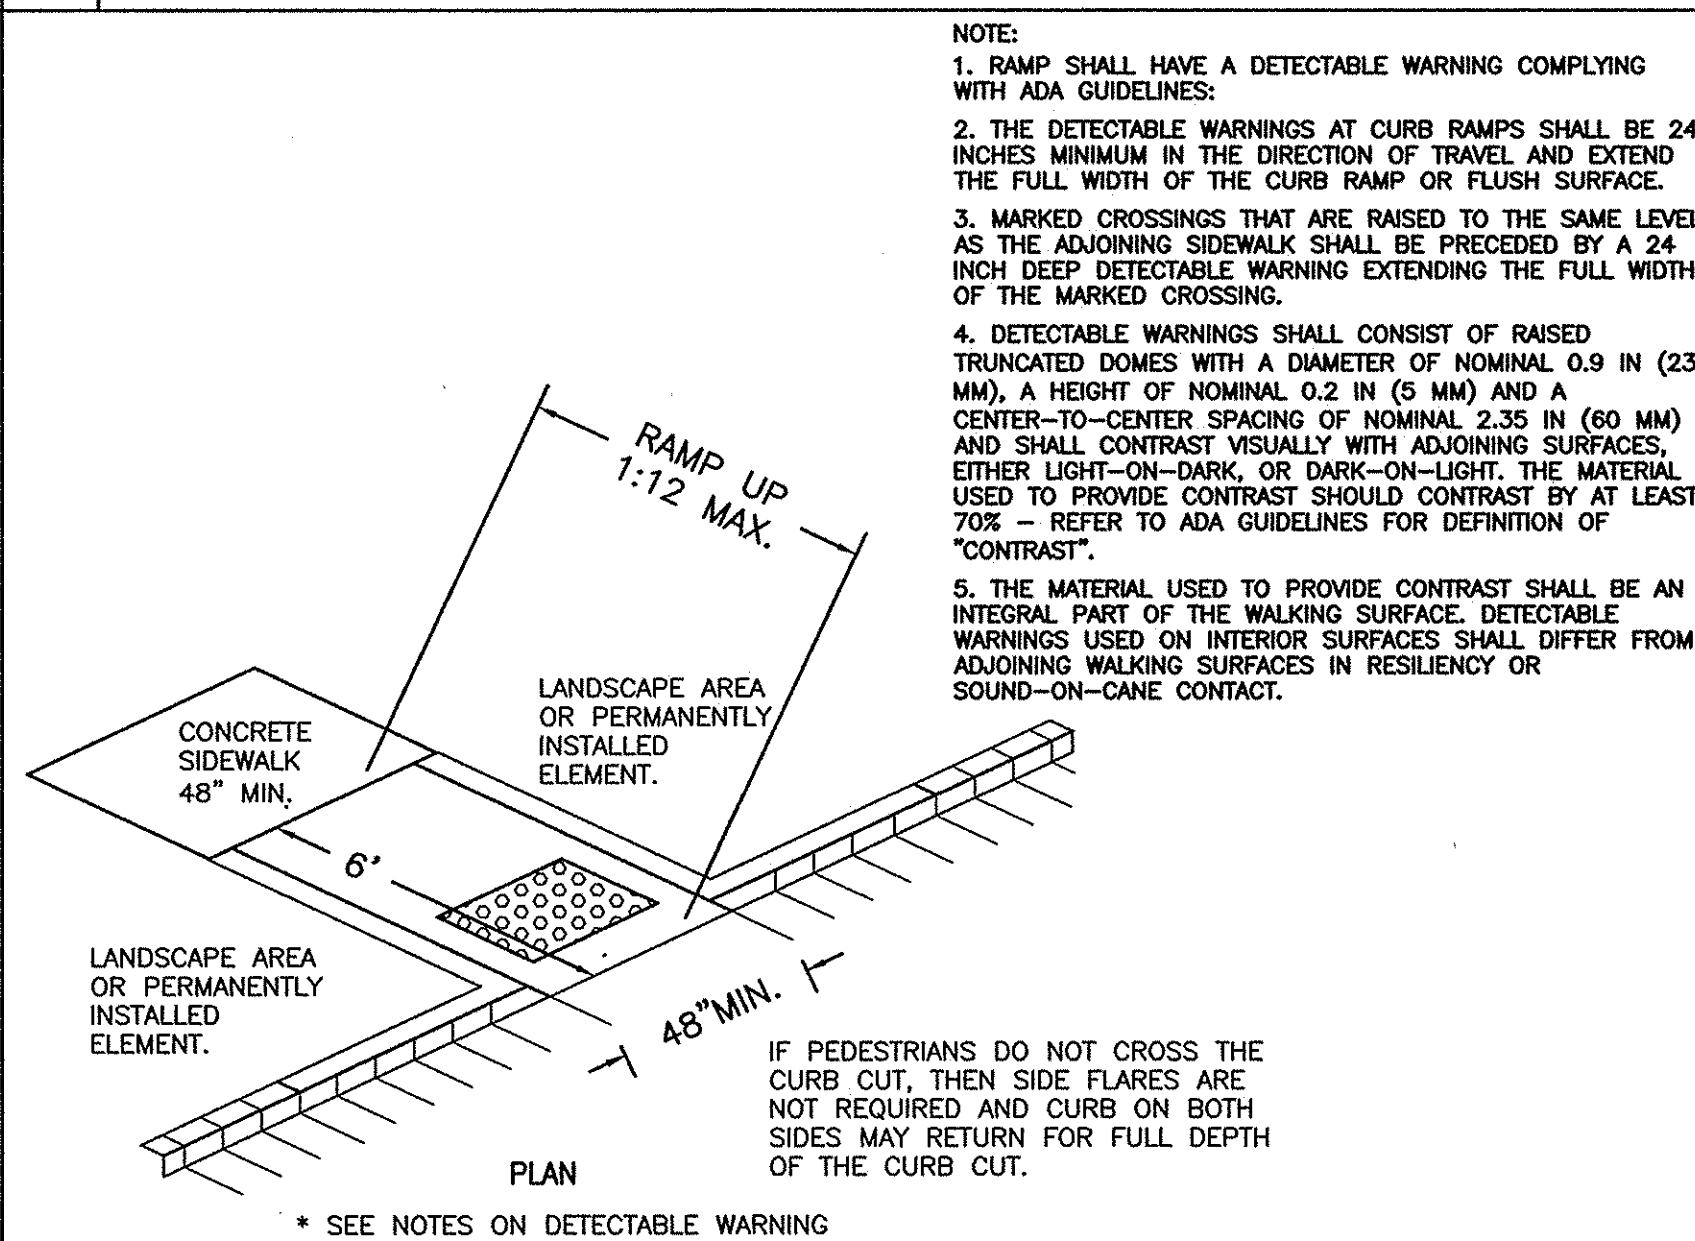 NOTE:
1. RAMP SHALL HAVE A DETECTABLE WARNING COMPLYING
WITH ADA GUIDELINES:
2. THE DETECTABLE WARNINGS AT CURB RAMPS SHALL BE 24
INCHES MINIMUM IN THE DIRECTION OF TRAVEL AND EXTEND
THE FULL WIDTH OF THE CURB RAMP OR FLUSH SURFACE.
3. MARKED CROSSINGS THAT ARE RAISED TO THE SAME LEVEL
AS THE ADJOINING SIDEWALK SHALL BE PRECEDED BY A 24
INCH DEEP DETECTABLE WARNING EXTENDING THE FULL WIDTH
OF THE MARKED CROSSING.
4. DETECTABLE WARNINGS SHALL CONSIST OF RAISED
TRUNCATED DOMES WITH A DIAMETER OF NOMINAL 0.9 IN (23
MM), A HEIGHT OF NOMINAL 0.2 IN (5 MM) AND A
CENTER-TO-CENTER SPACING OF NOMINAL 2.35 IN (60 MM)
AND SHALL CONTRAST VISUALLY WITH ADJOINING SURFACES,
EITHER LIGHT-ON-DARK, OR DARK-ON-LIGHT. THE MATERIAL
USED TO PROVIDE CONTRAST SHOULD CONTRAST BY AT LEAST
70% - REFER TO ADA GUIDELINES FOR DEFINITION OF
"CONTRAST".
5. THE MATERIAL USED TO PROVIDE CONTRAST SHALL BE AN
INTEGRAL PART OF THE WALKING SURFACE. DETECTABLE
WARNINGS USED ON INTERIOR SURFACES SHALL DIFFER FROM
ADJOINING WALKING SURFACES IN RESILIENCY OR
SOUND-ON-CANE CONTACT.
RAMP UP
1:12 MAX.
LANDSCAPE AREA
OR PERMANENTLY
INSTALLED
ELEMENT.
CONCRETE
SIDEWALK
48" MIN.
6'
LANDSCAPE AREA
OR PERMANENTLY
INSTALLED
ELEMENT.
48"MIN.
IF PEDESTRIANS DO NOT CROSS THE
CURB CUT, THEN SIDE FLARES ARE
NOT REQUIRED AND CURB ON BOTH
SIDES MAY RETURN FOR FULL DEPTH
OF THE CURB CUT.
PLAN
* SEE NOTES ON DETECTABLE WARNING